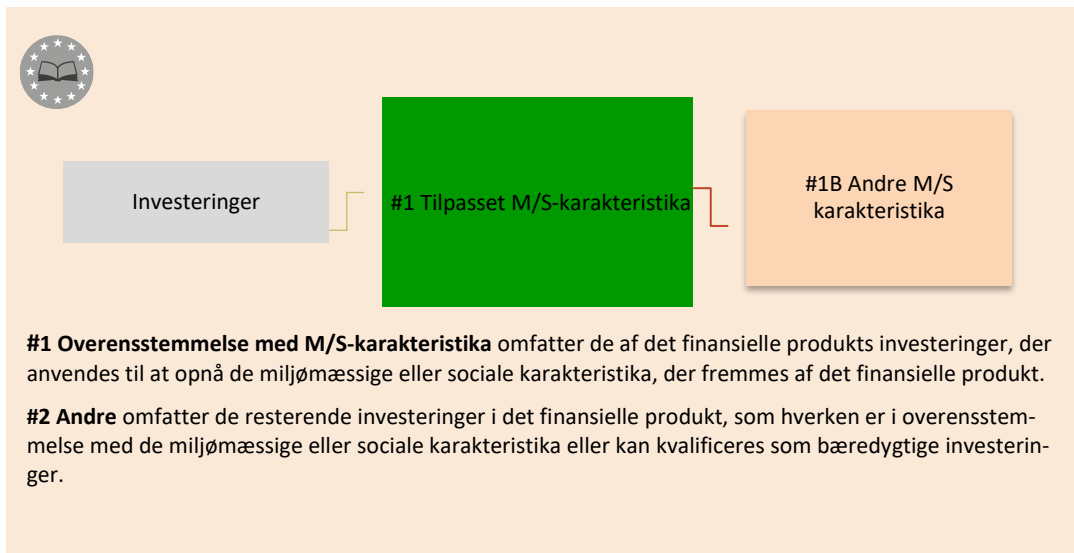 Investeringer
#1 Tilpasset M/S-karakteristika
#1B Andre M/S
karakteristika
#1 Overensstemmelse med M/S-karakteristika omfatter de af det finansielle produkts investeringer, der
anvendes til at opnå de miljømæssige eller sociale karakteristika, der fremmes af det finansielle produkt.
#2 Andre omfatter de resterende investeringer i det finansielle produkt, som hverken er i overensstem-
melse med de miljømæssige eller sociale karakteristika eller kan kvalificeres som bæredygtige investerin-
ger.